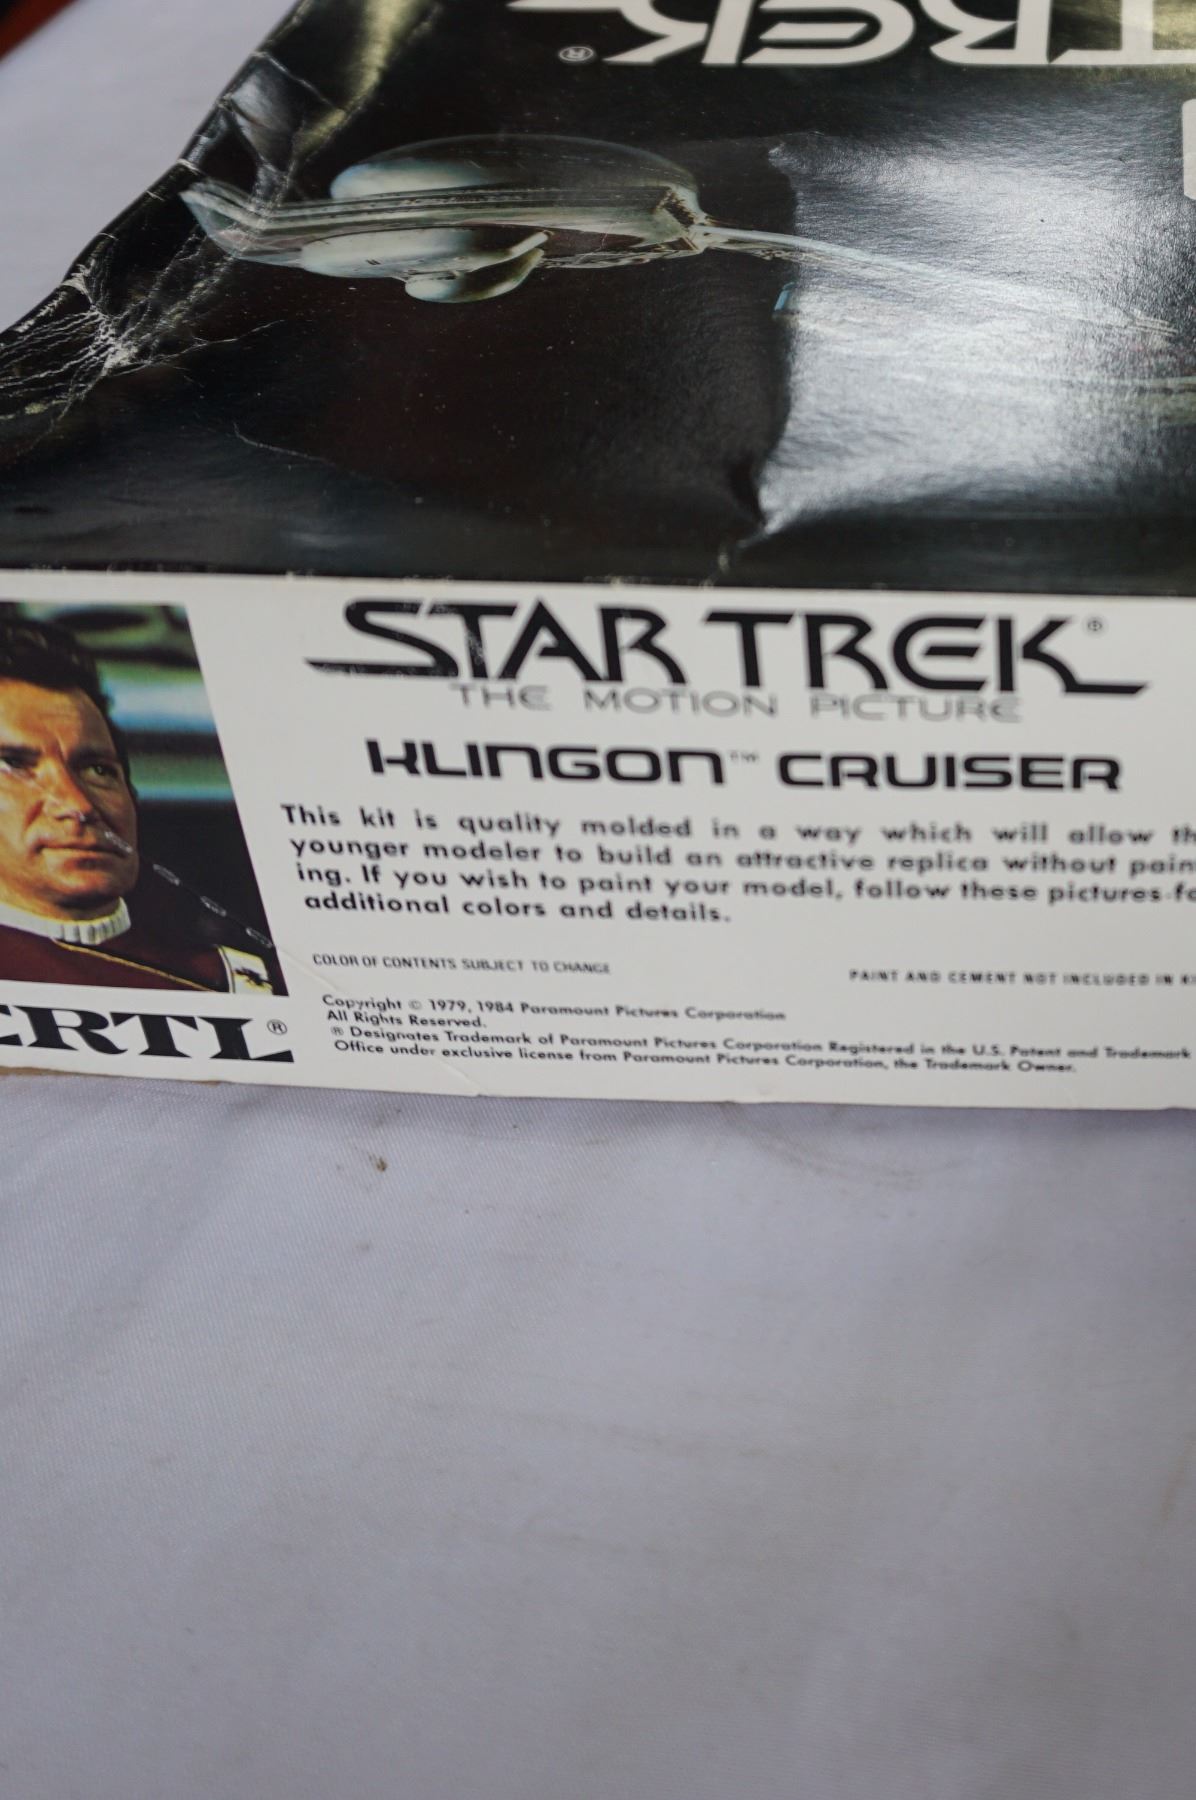 TREK®
STAR TREK®
THE MOTION PICTURE
KLINGON™ CRUISER
This kit is quality molded in a way which will allow th
younger modeler to build an attractive replica without pain
ing. If you wish to paint your model, follow these pictures fo
additional colors and details.
COLOR OF CONTENTS SUBJECT TO CHANGE
PAINT AND CEMENT NOT INCLUDED IN KI
ERTL®
Copyright © 1979, 1984 Paramount Pictures Corporation
All Rights Reserved.
® Designates Trademark of Paramount Pictures Corporation Registered in the U.S. Patent and Trademark
Office under exclusive license from Paramount Pictures Corporation, the Trademark Owner.